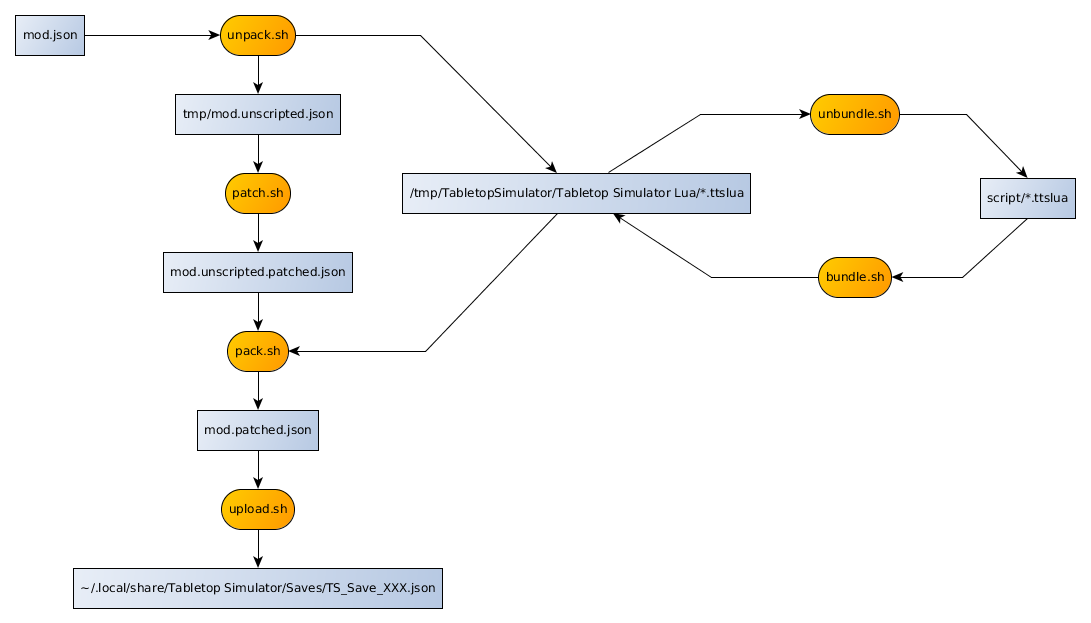 mod.json
unpack.sh
tmp/mod.unscripted.json
unbundle.sh
patch.sh
/tmp/TabletopSimulator/Tabletop Simulator Lua/*.ttslua
script/*.ttslua
mod.unscripted.patched.json
bundle.sh
pack.sh
mod.patched.json
upload.sh
~/.local/share/Tabletop Simulator/Saves/TS_Save_XXX.json